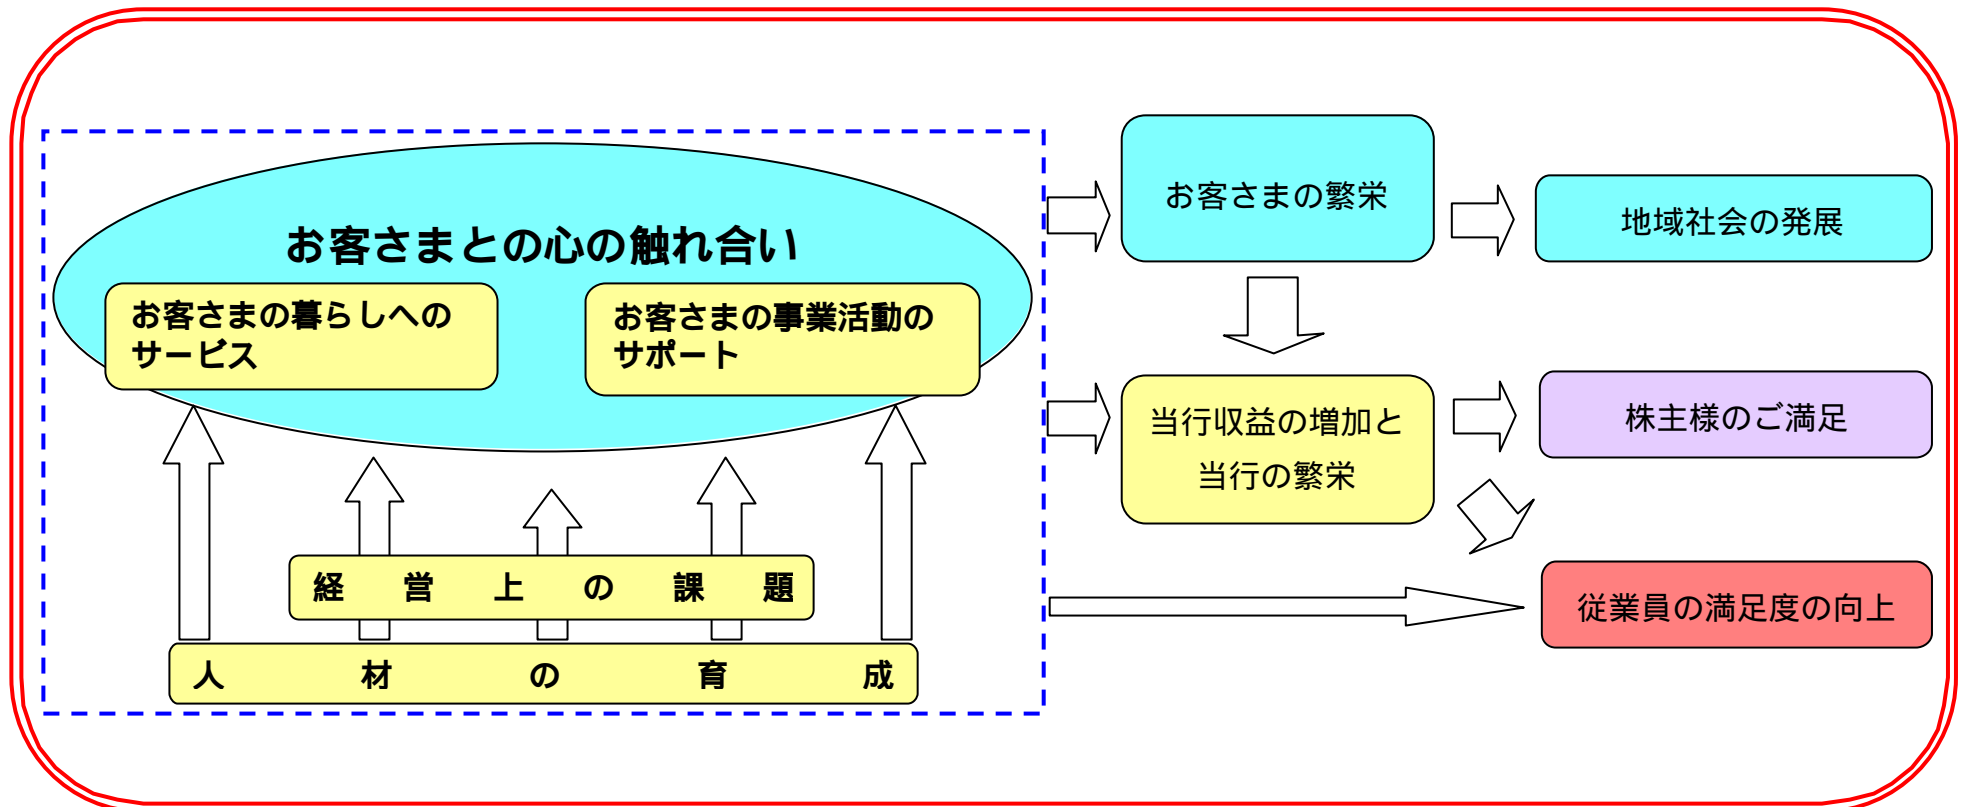 お客さまとの心の触れ合い
お客さまの暮らしへの
サービス
お客さまの事業活動の
サポート
経営上の課題
人材の育成
お客さまの繁栄
地域社会の発展
当行収益の増加と
当行の繁栄
株主様のご満足
従業員の満足度の向上